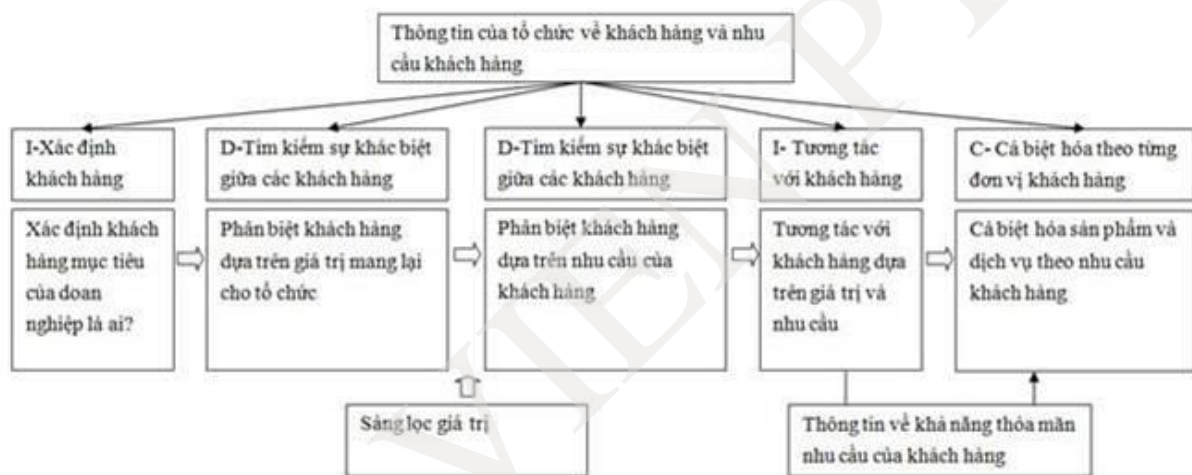 Thông tin của tổ chức về khách hàng và nhu
cầu khách hàng
I-Xác định
khách hàng
D-Tìm kiếm sự khác biệt
giữa các khách hàng
D-Tìm kiếm sự khác biệt
giữa các khách hàng
I- Tương tác
với khách hàng
C- Cá biệt hóa theo từng
đơn vị khách hàng
Xác định khách
hàng mục tiêu
của doan
nghiệp là ai?
Phân biệt khách hàng
dựa trên giá trị mang lại
cho tổ chức
Phân biệt khách hàng
dựa trên nhu cầu của
khách hàng
Tương tác với
khách hàng dựa
trên giá trị và
nhu cầu
Cá biệt hóa sản phẩm và
dịch vụ theo nhu cầu
khách hàng
Sàng lọc giá trị
Thông tin về khả năng thỏa mãn
nhu cầu của khách hàng
VIEN